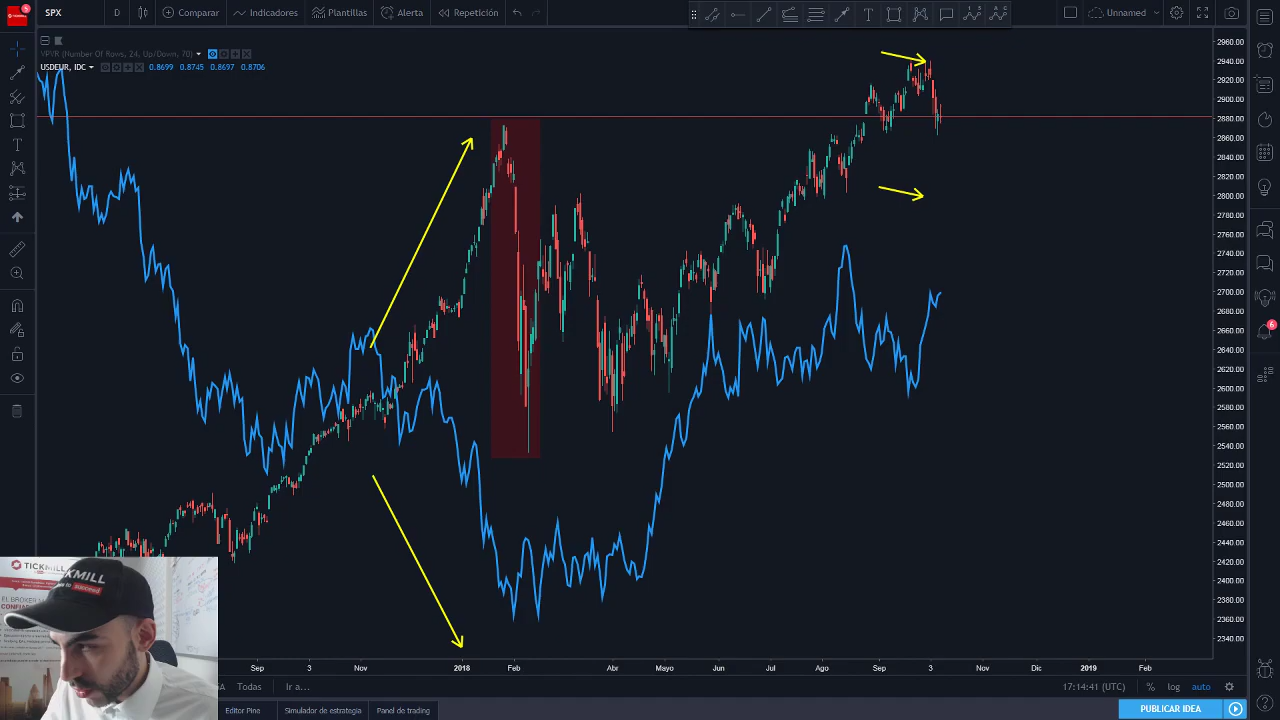 5
SPX
D
Comparar
Indicadores
Plantillas
Alerta
Repetición
Unnamed
VPVR (Number Of Rows, 24, Up/Down, 70)
USDEUR, IDC
0.8699 0.8745 0.8697 0.8706
2960.00
2940.00
2920.00
2900.00
2880.00
2860.00
2840.00
2820.00
2800.00
2780.00
2760.00
2740.00
2720.00
2700.00
2680.00
2660.00
2640.00
2620.00
2600.00
2580.00
2560.00
2540.00
2520.00
2500.00
2480.00
2460.00
2440.00
2420.00
2400.00
2380.00
2360.00
2340.00
6
TICKMILL
TICKMILL
EL BROKER
Sep 3 Nov 2018 Feb Abr Mayo Jun Jul Ago Sep 3 Nov Dic 2019 Feb
A Todas Ir a...
17:14:41 (UTC) % log auto
Editor Pine Simulador de estrategia Panel de trading
PUBLICAR IDEA